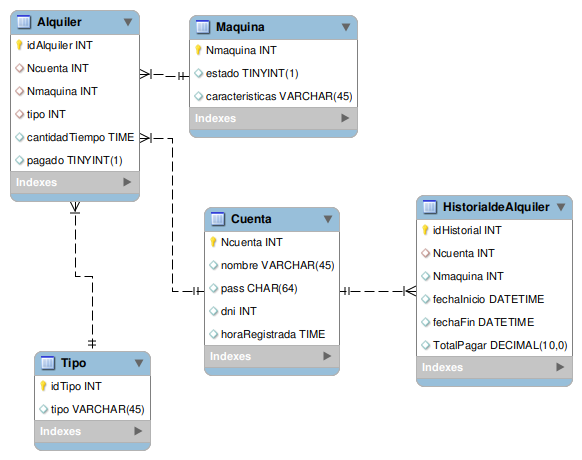 Alquiler
idAlquiler INT
Ncuenta INT
Nmaquina INT
tipo INT
cantidadTiempo TIME
pagado TINYINT(1)
Indexes
Maquina
Nmaquina INT
estado TINYINT(1)
caracteristicas VARCHAR(45)
Indexes
Cuenta
Ncuenta INT
nombre VARCHAR(45)
pass CHAR(64)
dni INT
horaRegistrada TIME
Indexes
HistorialdeAlquiler
idHistorial INT
Ncuenta INT
Nmaquina INT
fechaInicio DATETIME
fechaFin DATETIME
TotalPagar DECIMAL(10,0)
Indexes
Tipo
idTipo INT
tipo VARCHAR(45)
Indexes